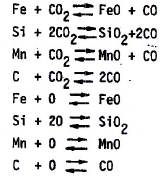 Fe + CO₂ ⇌ FeO + CO
Si + 2CO₂ ⇌ SiO₂+2CO
Mn + CO₂ ⇌ MnO + CO
C + CO₂ ⇌ 2CO
Fe + O ⇌ FeO
Si + 2O ⇌ SiO₂
Mn + O ⇌ MnO
C + O ⇌ CO